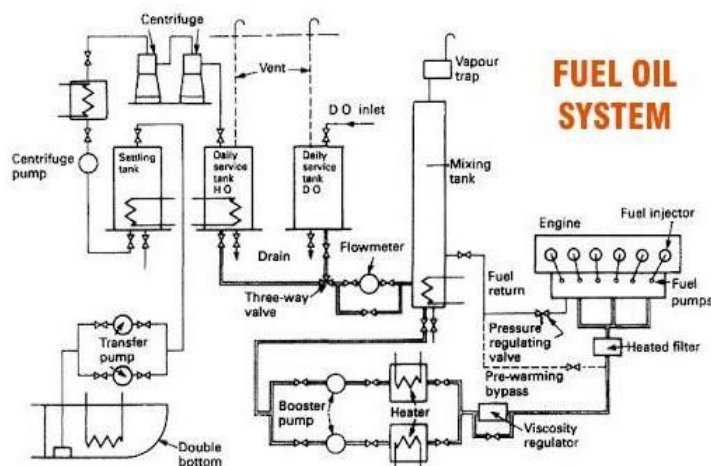 FUEL OIL
SYSTEM
Centrifuge
Centrifuge
Vent
Vapour
trap
D O inlet
Mixing
tank
Centrifuge
pump
Settling
tank
Daily
service
tank
H O
Daily
service
tank
D O
Engine
Fuel injector
Drain
Flowmeter
Three-way
valve
Fuel
return
Fuel
pumps
Pressure
regulating
valve
Heated filter
Transfer
pump
Pre-warming
bypass
Booster
pump
Heater
Viscosity
regulator
Double
bottom